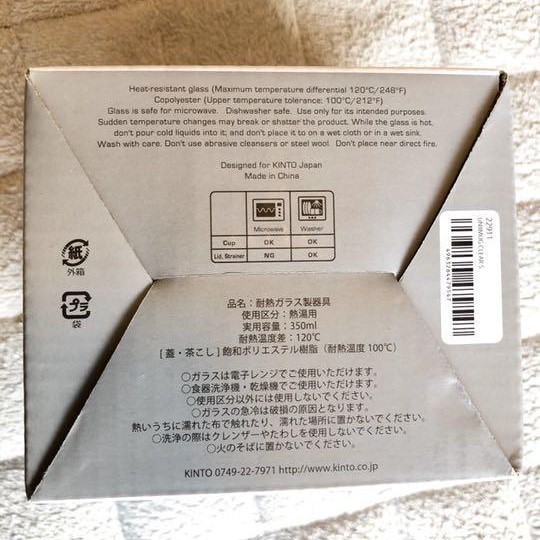 Heat-resistant glass (Maximum temperature differential 120°C/248°F)
Copolyester (Upper temperature tolerance: 100°C/212°F)
Glass is safe for microwave. Dishwasher safe. Use only for its intended purposes.
Sudden temperature changes may break or shatter the product. While the glass is hot,
don't pour cold liquids into it; and don't place it to on a wet cloth or in a wet sink.
Wash with care. Don't use abrasive cleansers or steel wool. Don't place near direct fire.
Designed for KINTO Japan
Made in China
Microwave Washer
Cup OK OK
Lid, Strainer NG OK
22911
UNIMUG CLEAR S
紙
外箱
プラ
袋
品名：耐熱ガラス製器具
使用区分：熱湯用
実用容量：350ml
耐熱温度差：120℃
[ 蓋・茶こし ] 飽和ポリエステル樹脂（耐熱温度 100℃）
○ガラスは電子レンジでご使用いただけます。
○食器洗浄機・乾燥機でご使用いただけます。
○使用区分以外には使用しないでください。
○ガラスの急冷は破損の原因となります。
熱いうちに濡れた布で触れたり、濡れた場所に置かないでください。
○洗浄の際はクレンザーやたわしを使用しないでください。
○火のそばに置かないでください。
KINTO 0749-22-7971 http://www.kinto.co.jp